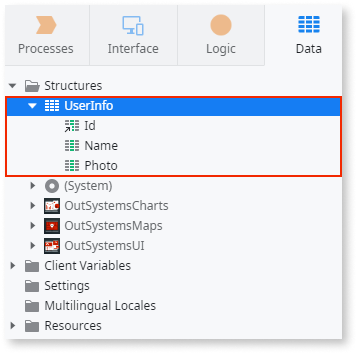 Processes
Interface
Logic
Data
Structures
UserInfo
Id
Name
Photo
(System)
OutSystemsCharts
OutSystemsMaps
OutSystemsUI
Client Variables
Settings
Multilingual Locales
Resources